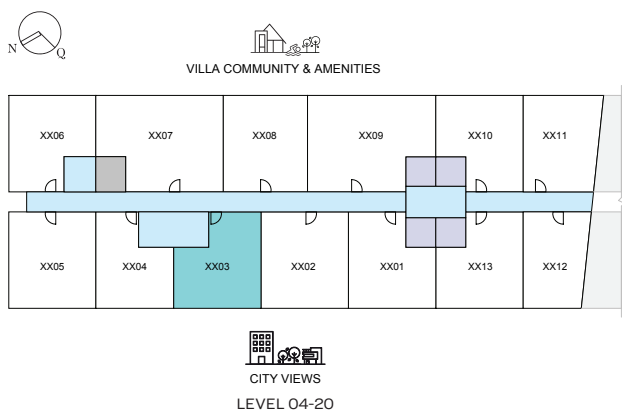 N
Q
VILLA COMMUNITY & AMENITIES
XX06 XX07 XX08 XX09 XX10 XX11
XX05 XX04 XX03 XX02 XX01 XX13 XX12
CITY VIEWS
LEVEL 04-20